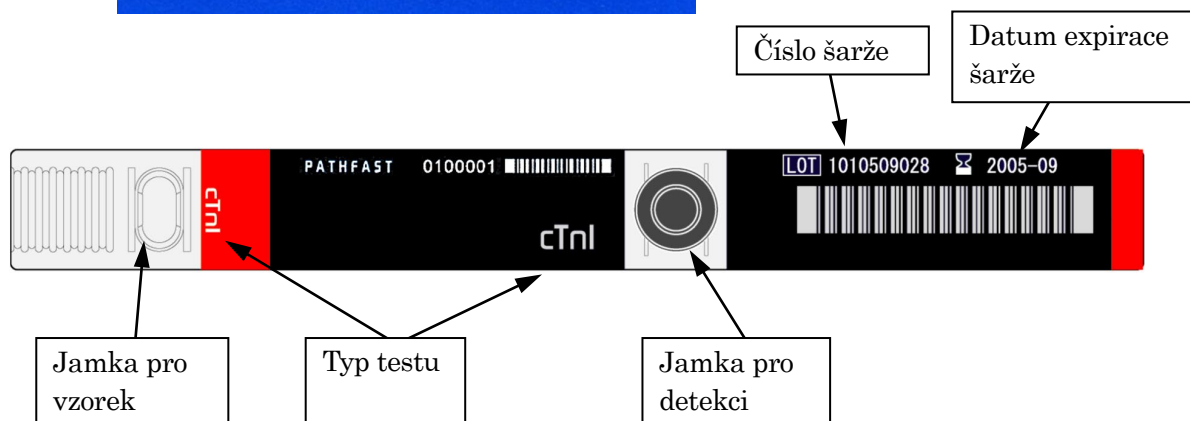 Číslo šarže
Datum expirace
šarže
PATHFAST 0100001
LOT 1010509028 2005-09
cTnI
cTnI
Jamka pro
vzorek
Typ testu
Jamka pro
detekci